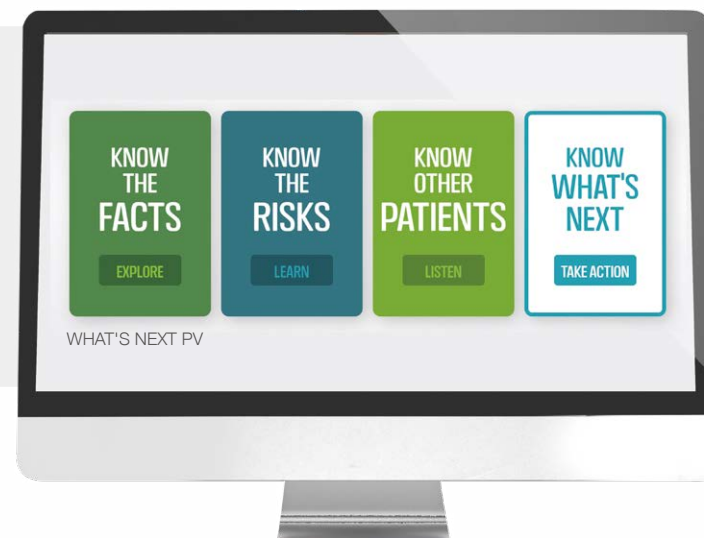 KNOW
THE
FACTS
EXPLORE
KNOW
THE
RISKS
LEARN
KNOW
OTHER
PATIENTS
LISTEN
KNOW
WHAT'S
NEXT
TAKE ACTION
WHAT'S NEXT PV